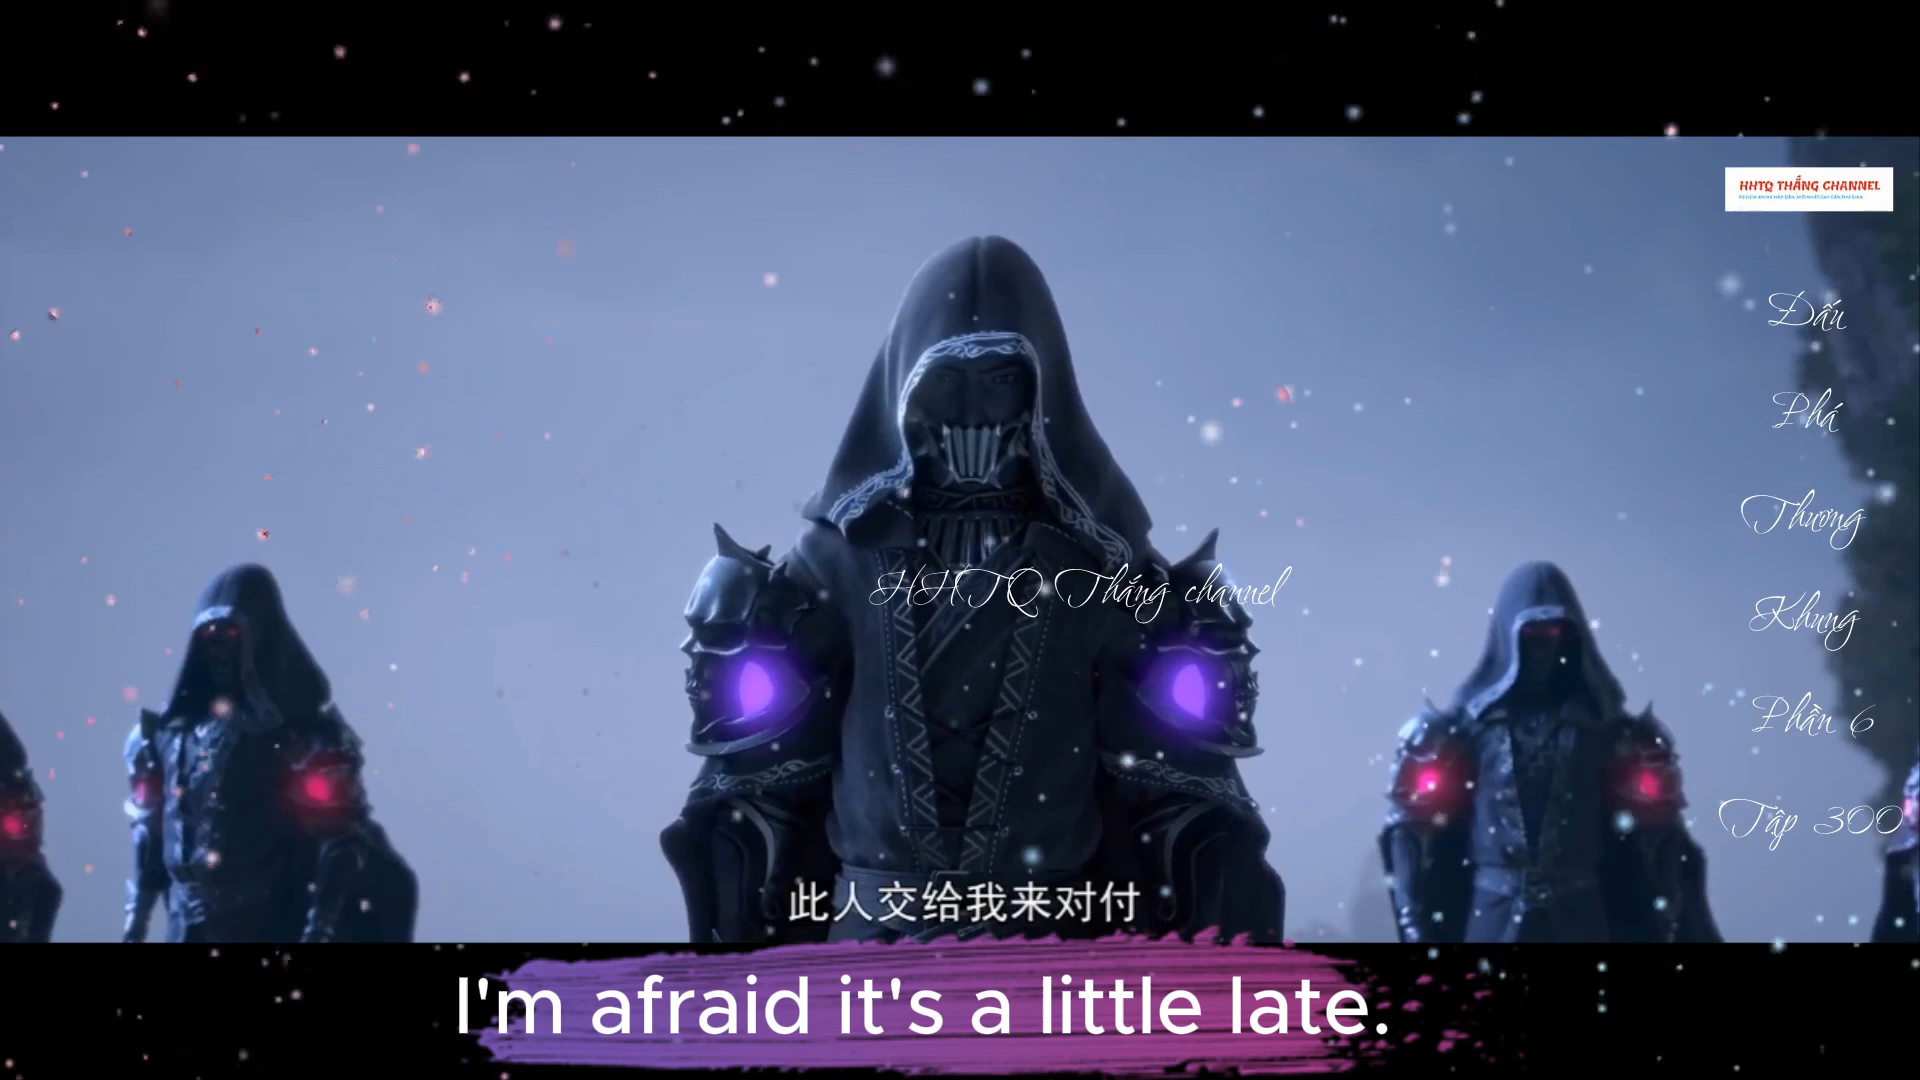 HHTQ THẮNG CHANNEL
Đấu
Phá
Thương
Khung
Phần 6
Tập 300
HHTQ Thắng channel
此人交给我来对付
I'm afraid it's a little late.